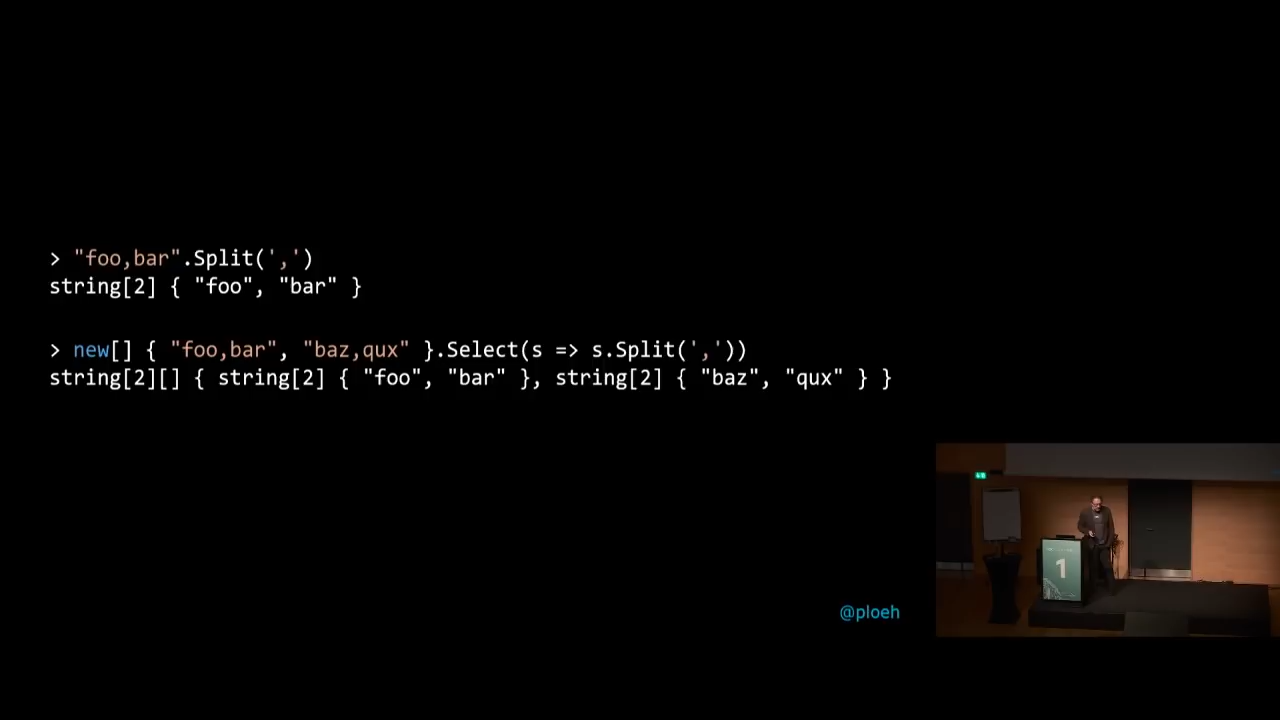 > "foo,bar".Split(',')
string[2] { "foo", "bar" }
> new[] { "foo,bar", "baz,qux" }.Select(s => s.Split(','))
string[2][] { string[2] { "foo", "bar" }, string[2] { "baz", "qux" } }
@ploeh
1